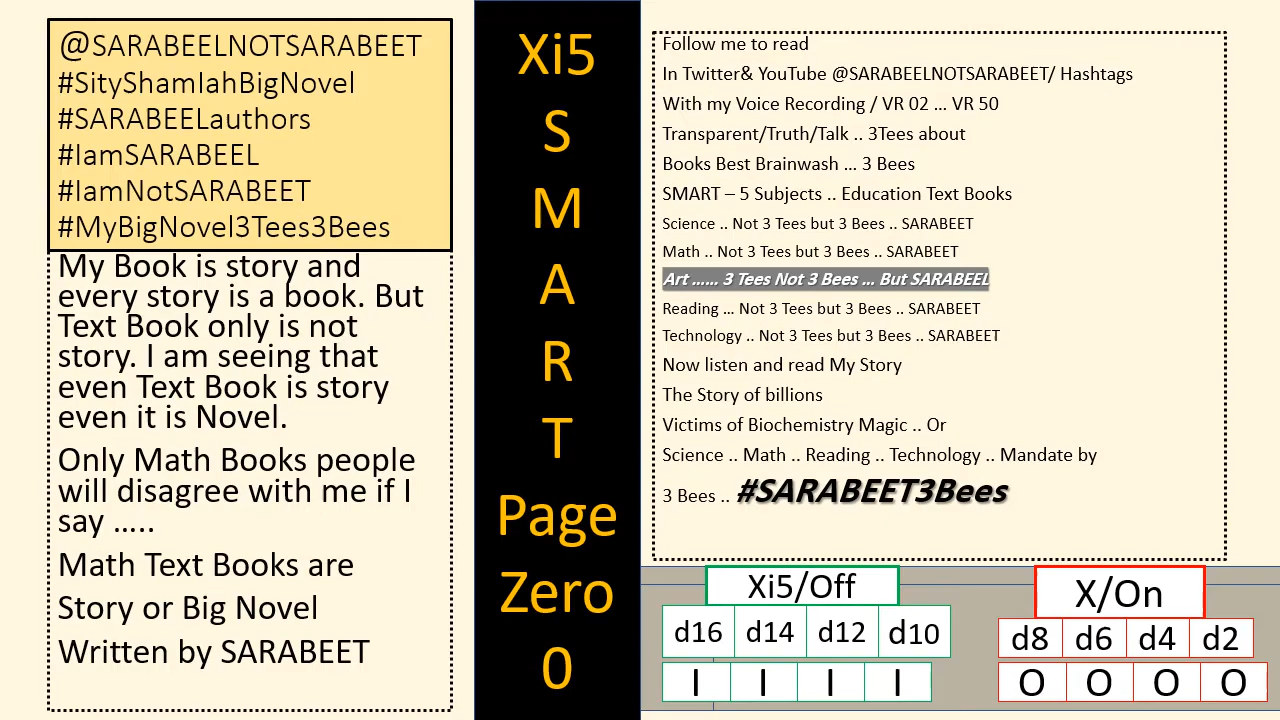 @SARABEELNOTSARABEET
#SityShamIahBigNovel
#SARABEELauthors
#IamSARABEEL
#IamNotSARABEET
#MyBigNovel3Tees3Bees
My Book is story and
every story is a book. But
Text Book only is not
story. I am seeing that
even Text Book is story
even it is Novel.
Only Math Books people
will disagree with me if I
say …..
Math Text Books are
Story or Big Novel
Written by SARABEET
Xi5
S
M
A
R
T
Page
Zero
0
Follow me to read
In Twitter& YouTube @SARABEELNOTSARABEET/ Hashtags
With my Voice Recording / VR 02 … VR 50
Transparent/Truth/Talk .. 3Tees about
Books Best Brainwash … 3 Bees
SMART – 5 Subjects .. Education Text Books
Science .. Not 3 Tees but 3 Bees .. SARABEET
Math .. Not 3 Tees but 3 Bees .. SARABEET
Art …… 3 Tees Not 3 Bees … But SARABEEL
Reading … Not 3 Tees but 3 Bees .. SARABEET
Technology .. Not 3 Tees but 3 Bees .. SARABEET
Now listen and read My Story
The Story of billions
Victims of Biochemistry Magic .. Or
Science .. Math .. Reading .. Technology .. Mandate by
3 Bees .. #SARABEET3Bees
Xi5/Off
d16 d14 d12 d10
I I I I
X/On
d8 d6 d4 d2
O O O O